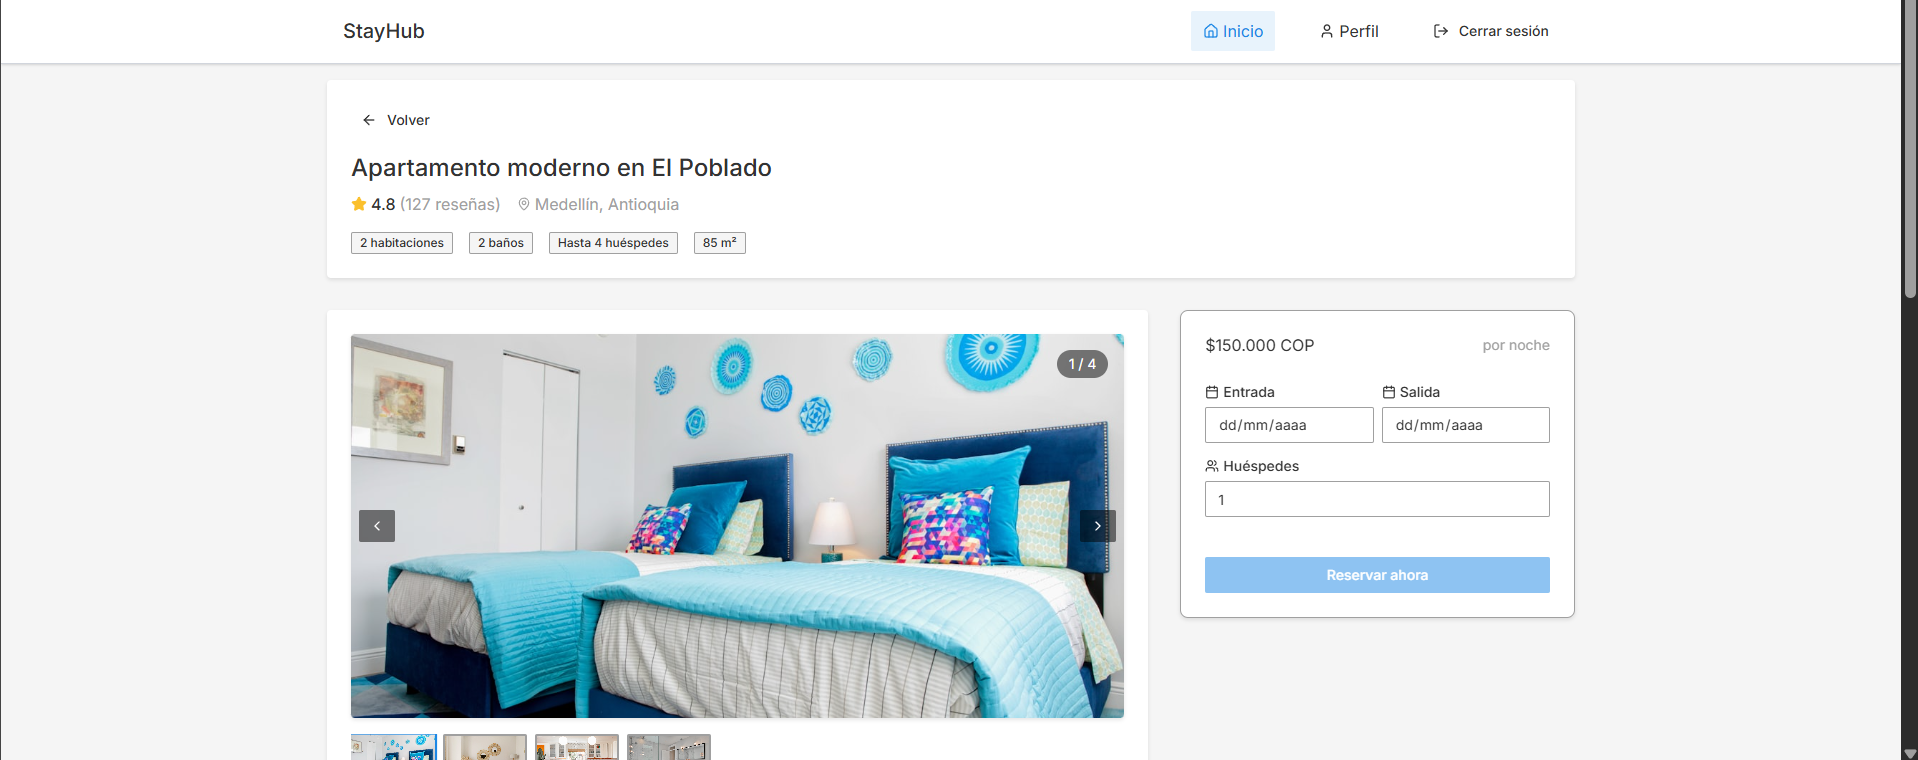 StayHub
Inicio
Perfil
Cerrar sesión
Volver
Apartamento moderno en El Poblado
4.8 (127 reseñas) Medellín, Antioquia
2 habitaciones
2 baños
Hasta 4 huéspedes
85 m²
1 / 4
$150.000 COP
por noche
Entrada
Salida
dd/mm/aaaa
dd/mm/aaaa
Huéspedes
1
Reservar ahora